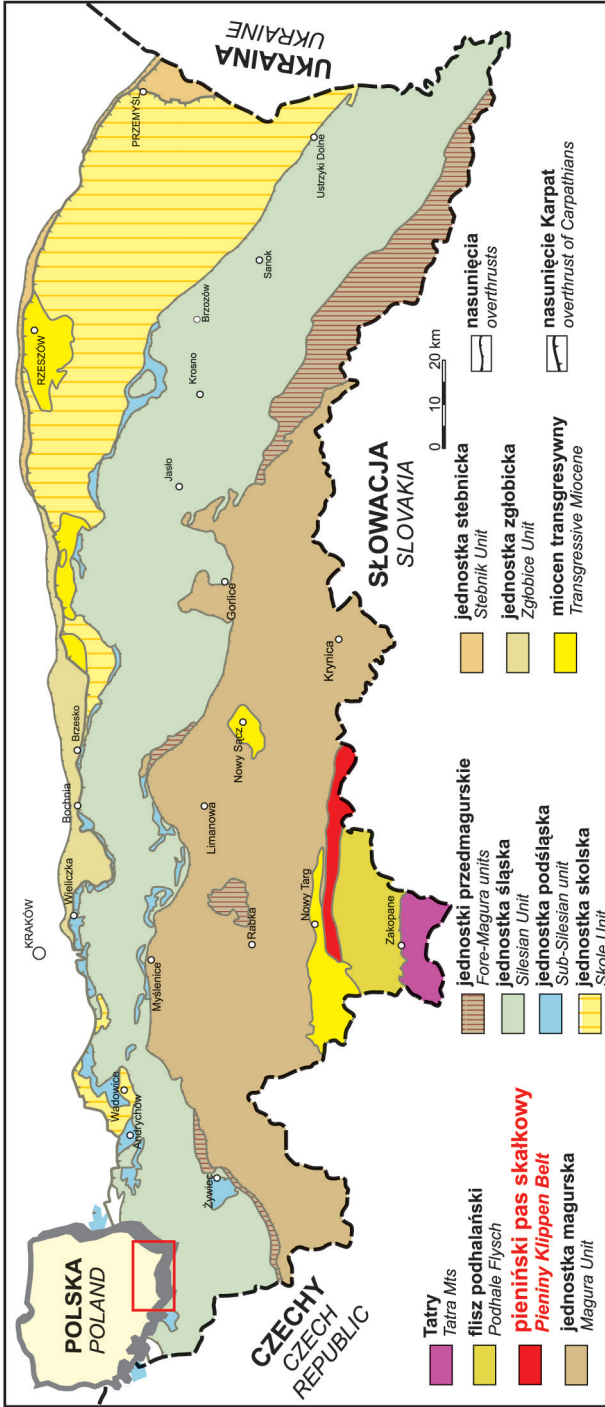 POLSKA
POLAND
CZECHY
CZECH
REPUBLIC
SŁOWACJA
SLOVAKIA
UKRAINA
UKRAINE
KRAKÓW
Wieliczka
Bochnia
Brzesko
RZESZÓW
PRZEMYŚL
Wadowice
Andrychów
Żywiec
Myślenice
Limanowa
Rabka
Nowy Sącz
Nowy Targ
Zakopane
Krynica
Gorlice
Jasło
Krosno
Brzozów
Sanok
Ustrzyki Dolne
0 10 20 km
Tatry
Tatra Mts
flisz podhalański
Podhale Flysch
pieniński pas skałkowy
Pieniny Klippen Belt
jednostka magurska
Magura Unit
jednostki przedmagurskie
Fore-Magura units
jednostka śląska
Silesian Unit
jednostka podśląska
Sub-Silesian unit
jednostka skolska
Skole Unit
jednostka stebnicka
Stebnik Unit
jednostka zgłobicka
Zgłobice Unit
miocen transgresywny
Transgressive Miocene
nasunięcia
overthrusts
nasunięcie Karpat
overthrust of Carpathians